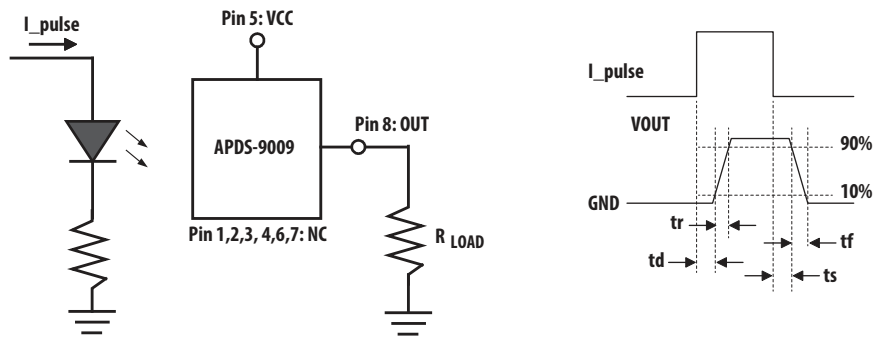 I_pulse
Pin 5: VCC
APDS-9009
Pin 8: OUT
Pin 1,2,3, 4,6,7: NC
R LOAD
I_pulse
VOUT
90%
10%
GND
tr
tf
td
ts